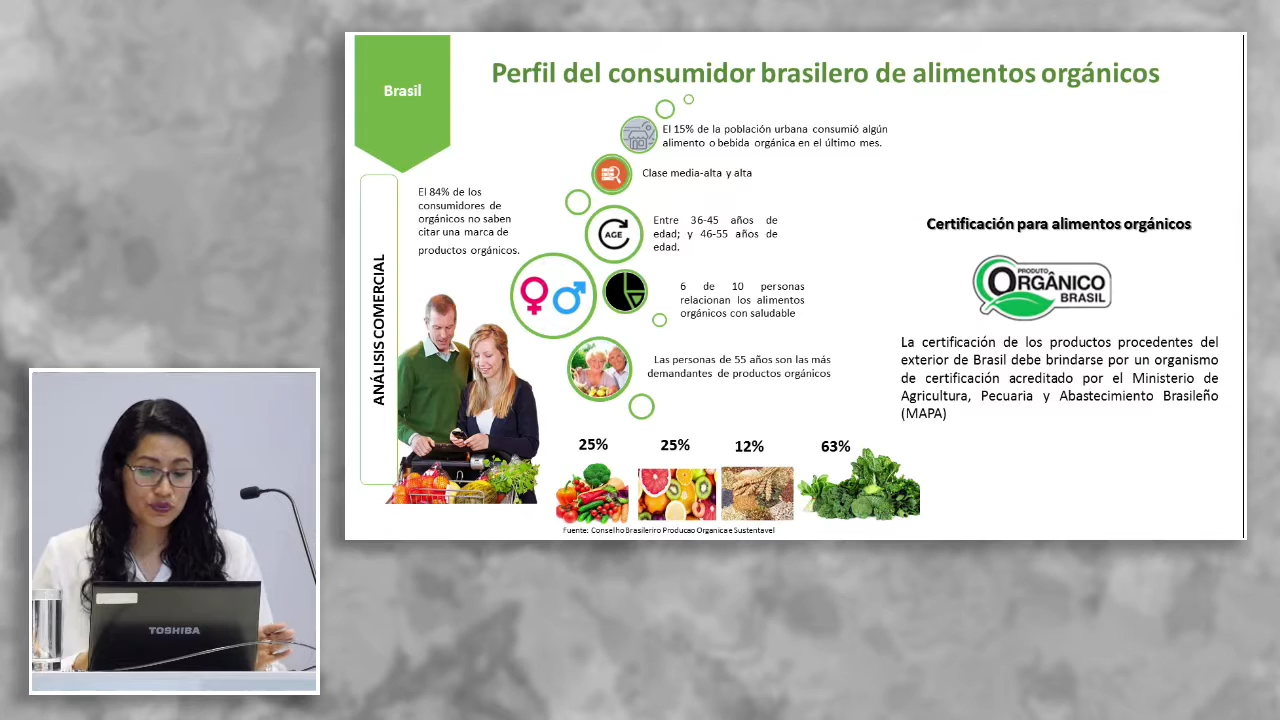 Brasil
Perfil del consumidor brasilero de alimentos orgánicos
El 15% de la población urbana consumió algún
alimento o bebida orgánica en el último mes.
Clase media-alta y alta
El 84% de los
consumidores de
orgánicos no saben
citar una marca de
productos orgánicos.
AGE
Entre 36-45 años de
edad; y 46-55 años de
edad.
6 de 10 personas
relacionan los alimentos
orgánicos con saludable
Las personas de 55 años son las más
demandantes de productos orgánicos
ANÁLISIS COMERCIAL
25%
25%
12%
63%
Fuente: Conselho Brasileriro Producao Organica e Sustentavel
Certificación para alimentos orgánicos
PRODUTO
ORGÂNICO
BRASIL
La certificación de los productos procedentes del
exterior de Brasil debe brindarse por un organismo
de certificación acreditado por el Ministerio de
Agricultura, Pecuaria y Abastecimiento Brasileño
(MAPA)
TOSHIBA